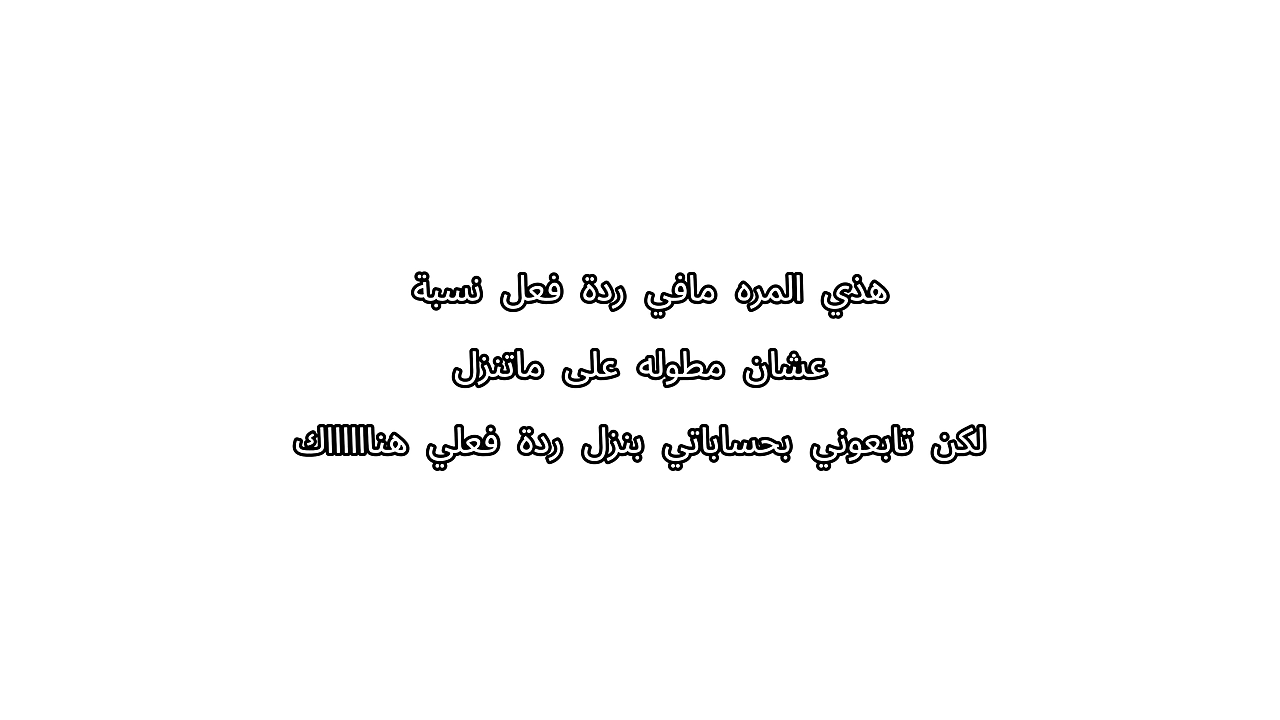 هذي المره مافي ردة فعل نسبة
عشان مطوله على ماتنزل
لكن تابعوني بحساباتي بنزل ردة فعلي هنااااااك